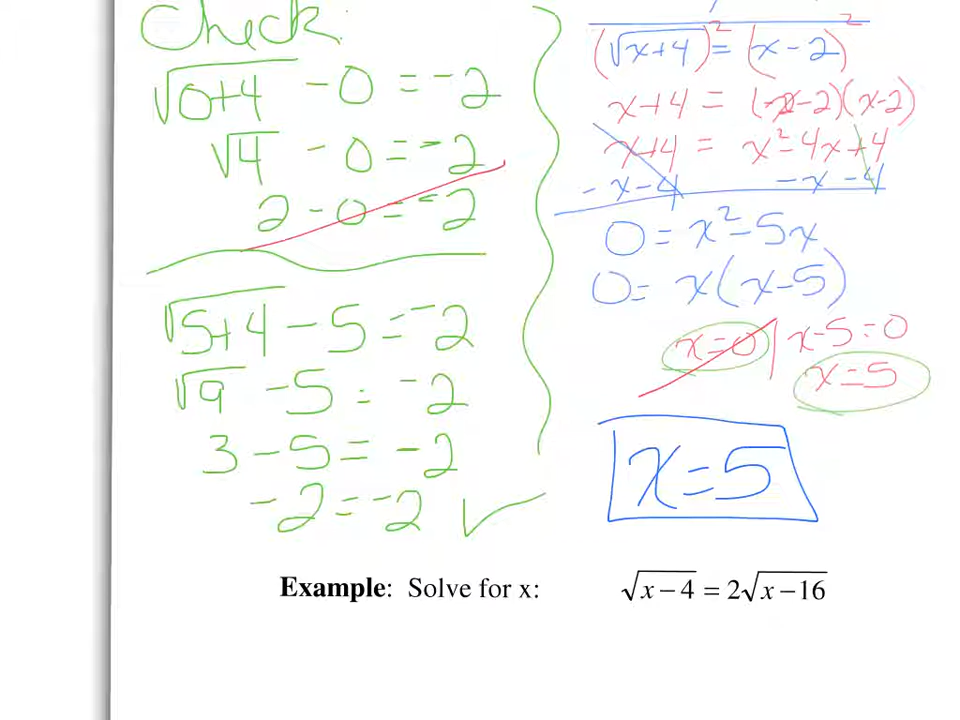 Check:
√0+4 - 0 = -2
√4 - 0 = -2
2 - 0 = -2
√5+4 - 5 = -2
√9 - 5 = -2
3 - 5 = -2
-2 = -2 ✓
(√x+4)² = (x-2)²
x+4 = (x-2)(x-2)
x+4 = x²-4x+4
-x-4 -x-4
0 = x²-5x
0 = x(x-5)
x=0 | x-5=0
x=5
x=5
Example: Solve for x: √x-4 = 2√x-16